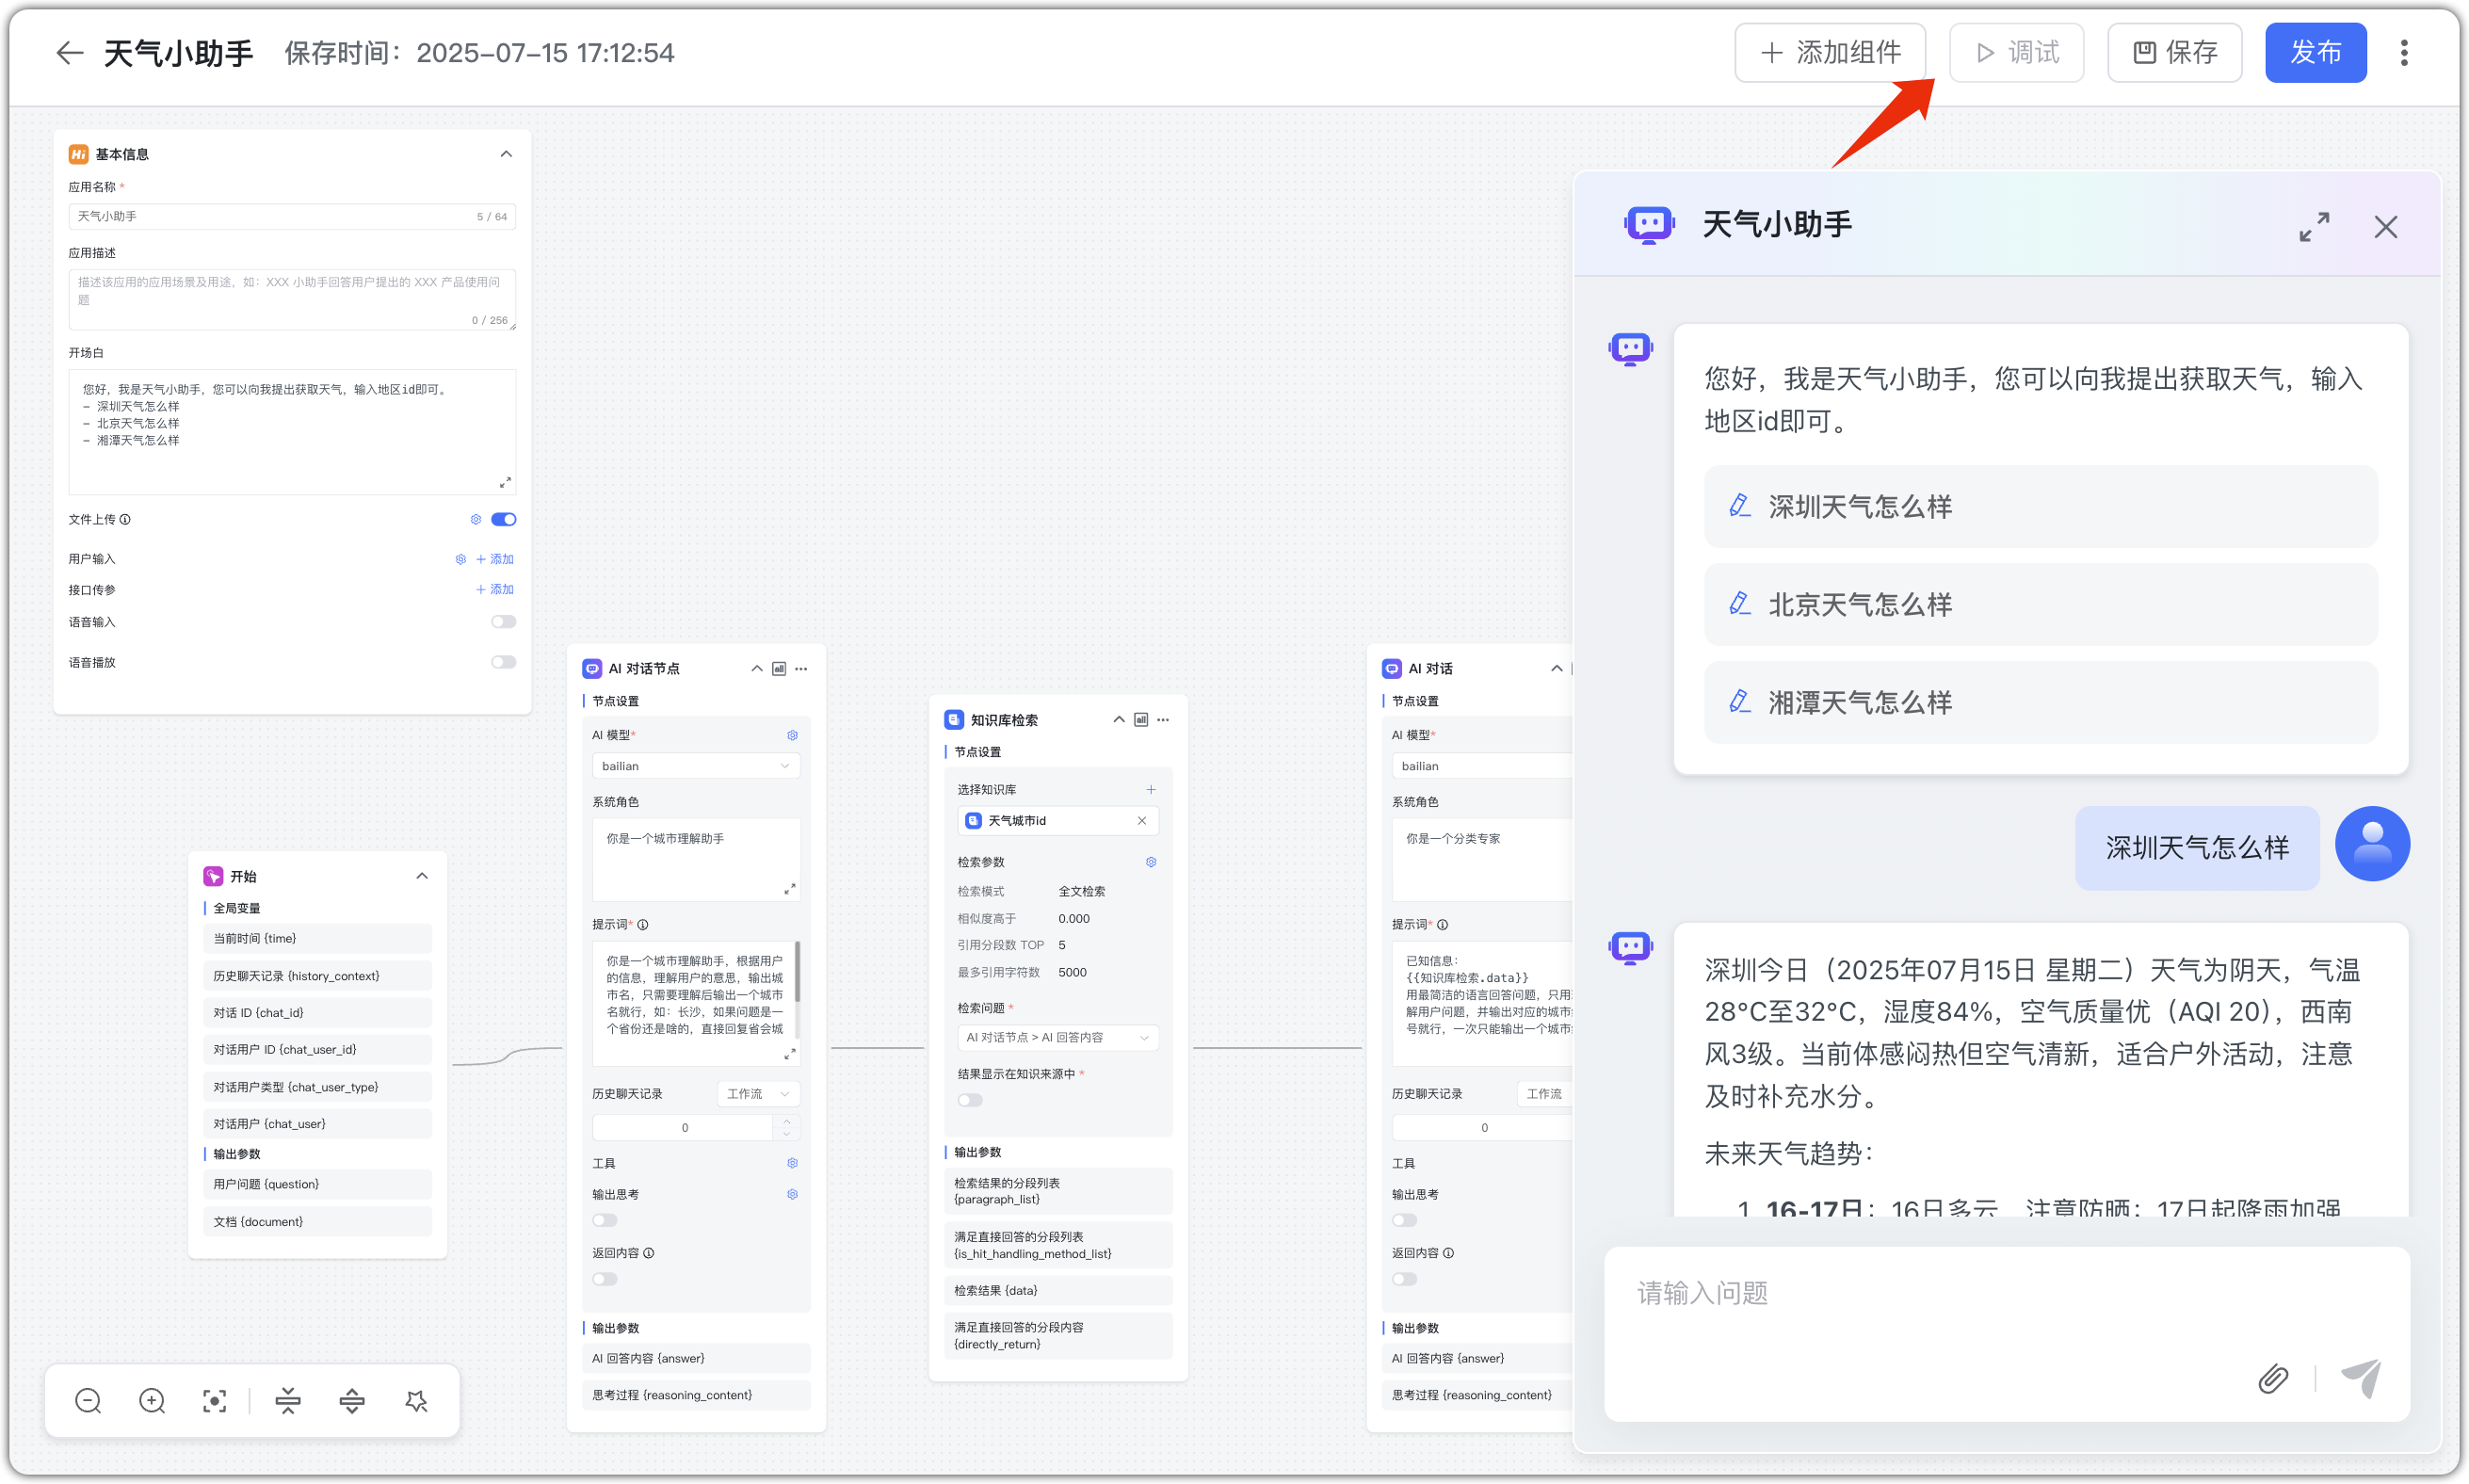 天气小助手 保存时间：2025-07-15 17:12:54
添加组件 调试 保存 发布
Hi 基本信息
应用名称 *
天气小助手 5 / 64
应用描述
描述该应用的应用场景及用途，如：XXX 小助手回答用户提出的 XXX 产品使用问
题
0 / 256
开场白
您好，我是天气小助手，您可以向我提出获取天气，输入地区id即可。
- 深圳天气怎么样
- 北京天气怎么样
- 湘潭天气怎么样
文件上传
用户输入 添加
接口传参 添加
语音输入
语音播放
开始
全局变量
当前时间 {time}
历史聊天记录 {history_context}
对话 ID {chat_id}
对话用户 ID {chat_user_id}
对话用户类型 {chat_user_type}
对话用户 {chat_user}
输出参数
用户问题 {question}
文档 {document}
AI 对话节点
节点设置
AI 模型*
bailian
系统角色
你是一个城市理解助手
提示词*
你是一个城市理解助手，根据用户
的信息，理解用户的意思，输出城
市名，只需要理解后输出一个城市
名就行，如：长沙，如果问题是一
个省份还是啥的，直接回复省会城
历史聊天记录 工作流
0
工具
输出思考
返回内容
输出参数
AI 回答内容 {answer}
思考过程 {reasoning_content}
知识库检索
节点设置
选择知识库
天气城市id
检索参数
检索模式 全文检索
相似度高于 0.000
引用分段数 TOP 5
最多引用字符数 5000
检索问题 *
AI 对话节点 > AI 回答内容
结果显示在知识来源中 *
输出参数
检索结果的分段列表
{paragraph_list}
满足直接回答的分段列表
{is_hit_handling_method_list}
检索结果 {data}
满足直接回答的分段内容
{directly_return}
AI 对话
节点设置
AI 模型*
bailian
系统角色
你是一个分类专家
提示词*
已知信息：
{{知识库检索.data}}
用最简洁的语言回答问题，只用
解用户问题，并输出对应的城市
号就行，一次只能输出一个城市
历史聊天记录 工作流
0
工具
输出思考
返回内容
输出参数
AI 回答内容 {answer}
思考过程 {reasoning_content}
天气小助手
您好，我是天气小助手，您可以向我提出获取天气，输入
地区id即可。
深圳天气怎么样
北京天气怎么样
湘潭天气怎么样
深圳天气怎么样
深圳今日（2025年07月15日 星期二）天气为阴天，气温
28°C至32°C，湿度84%，空气质量优（AQI 20），西南
风3级。当前体感闷热但空气清新，适合户外活动，注意
及时补充水分。
未来天气趋势：
1. 16-17日：16日多云，注意防晒；17日起降雨加强
请输入问题